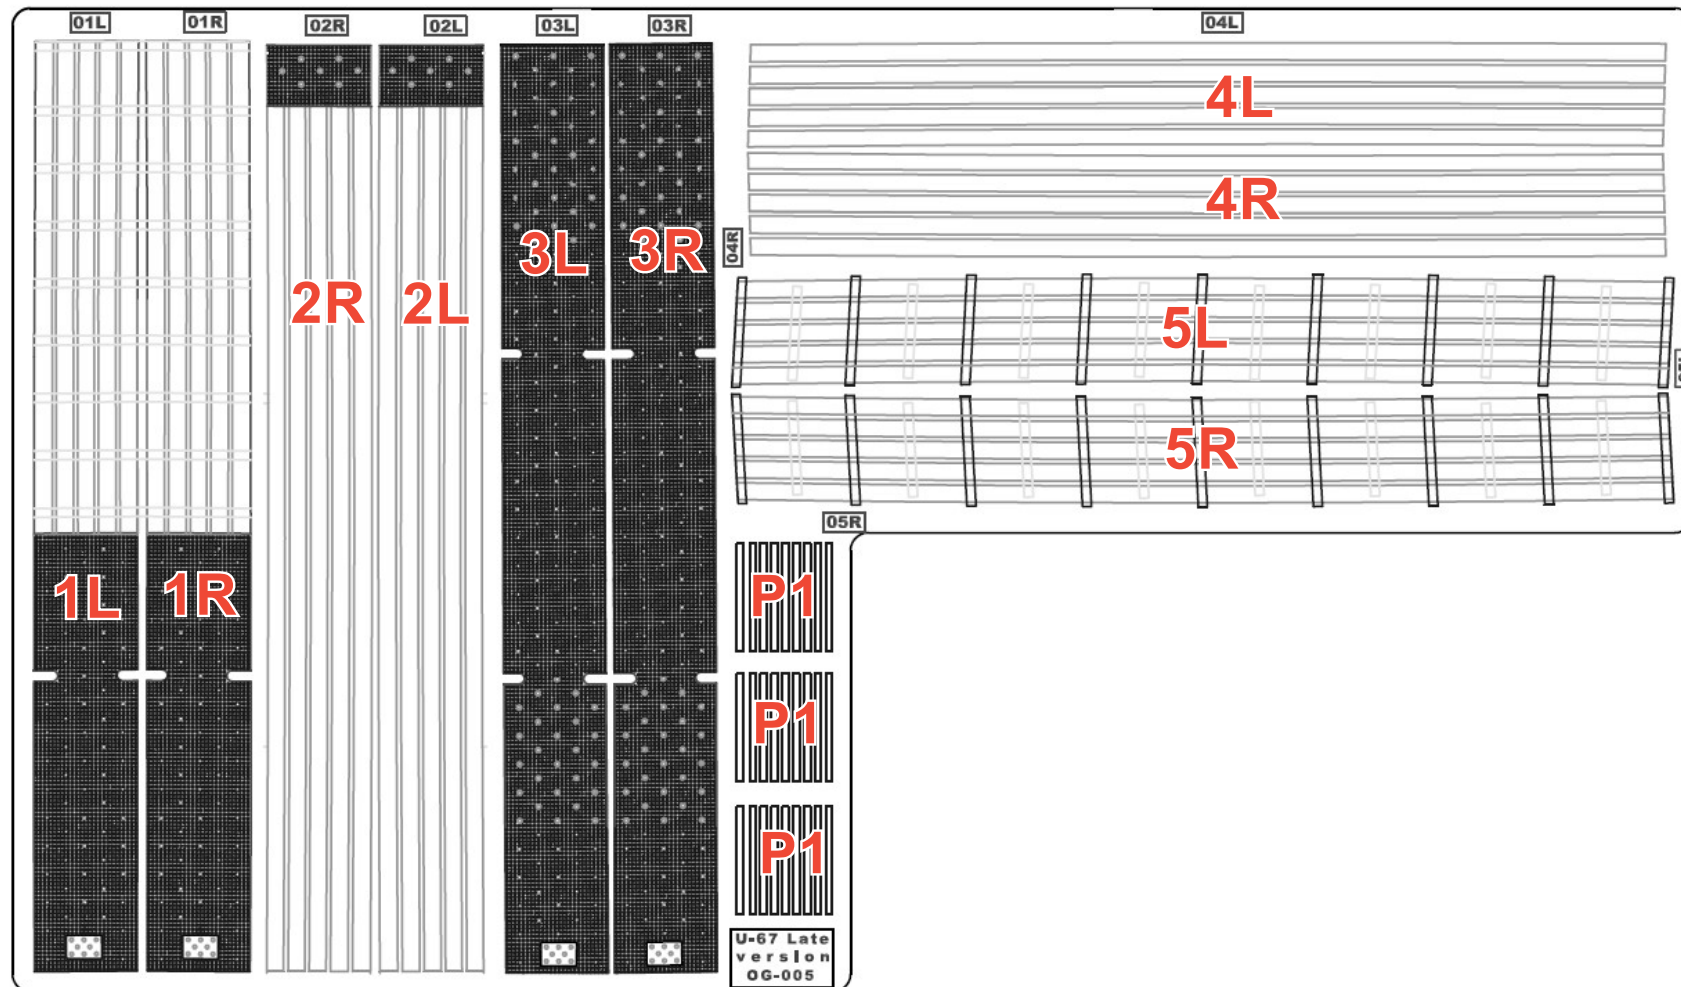 01L
01R
02R
02L
03L
03R
04L
4L
4R
04R
3L
3R
2R
2L
5L
5R
05R
1L
1R
P1
P1
P1
U-67 Late
version
OG-005